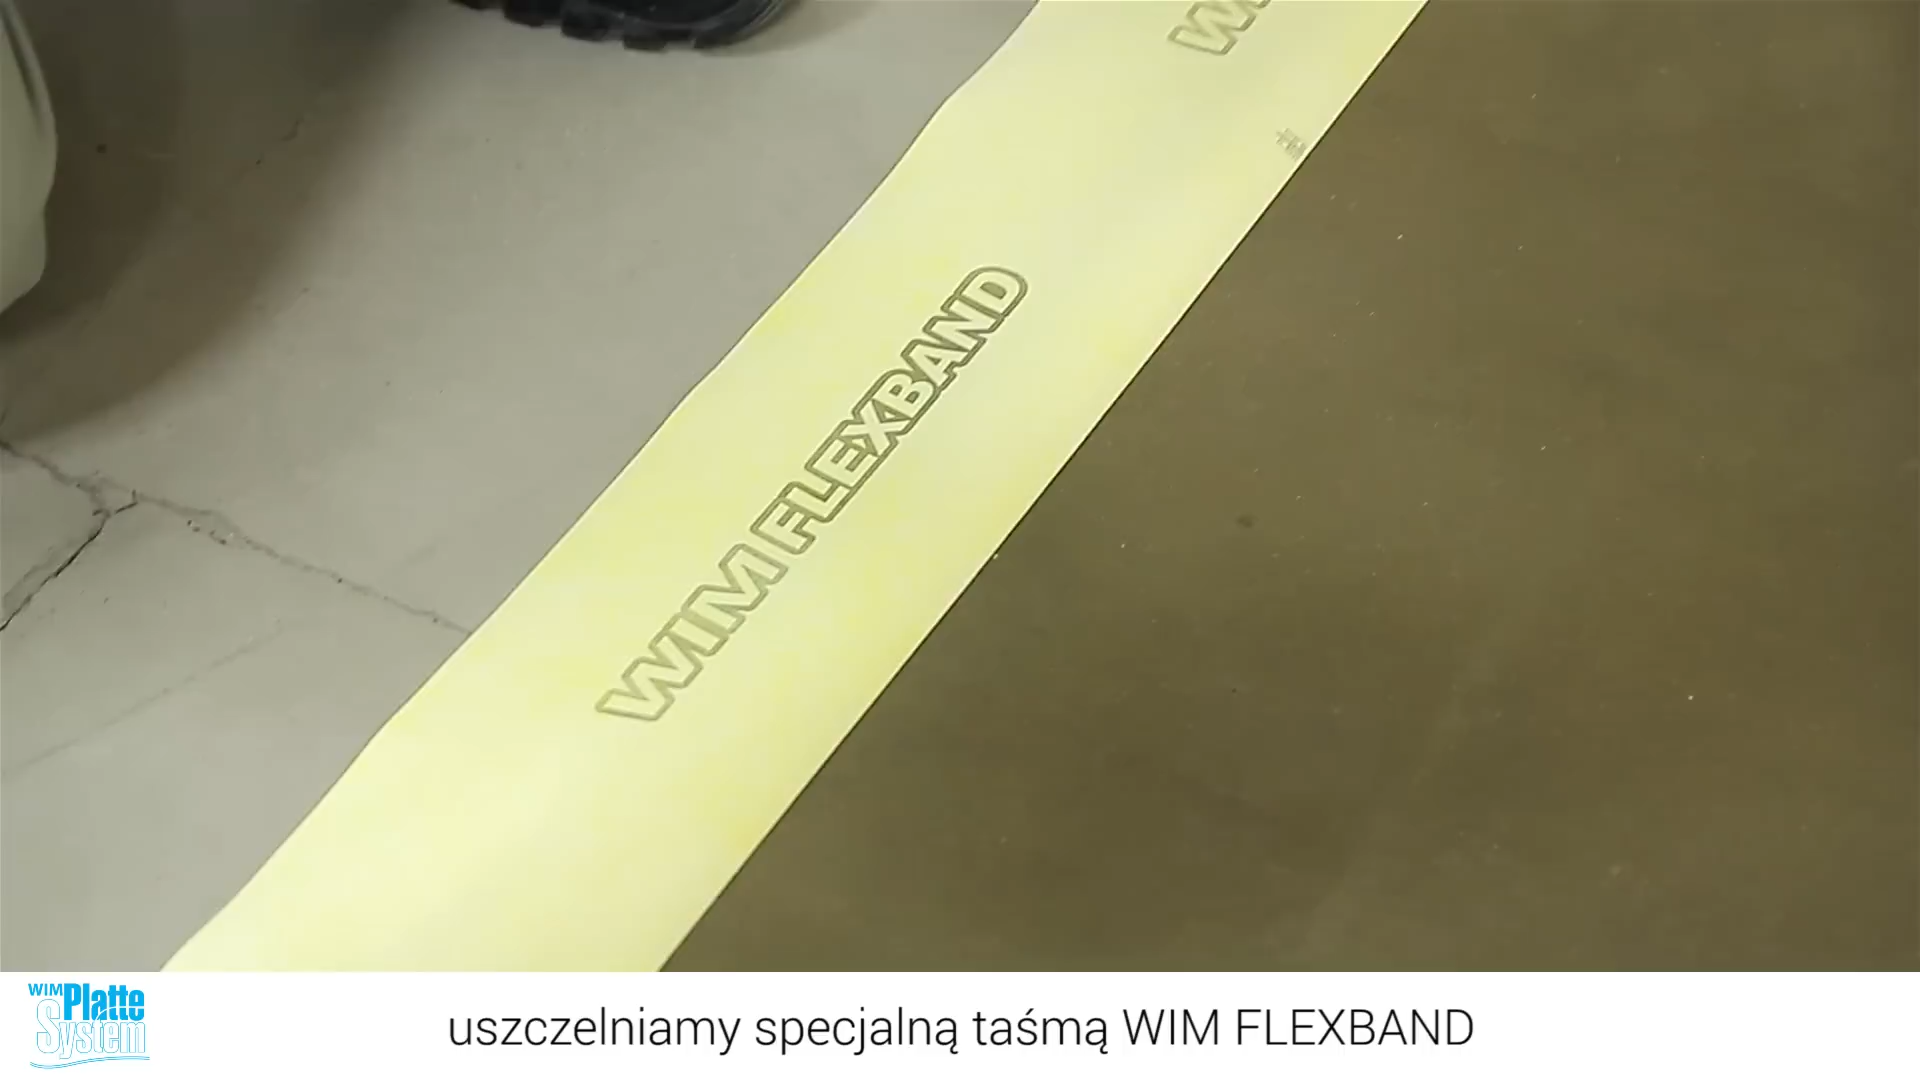 WIM FLEXBAND
WIM Platte
System
uszczelniamy specjalną taśmą WIM FLEXBAND